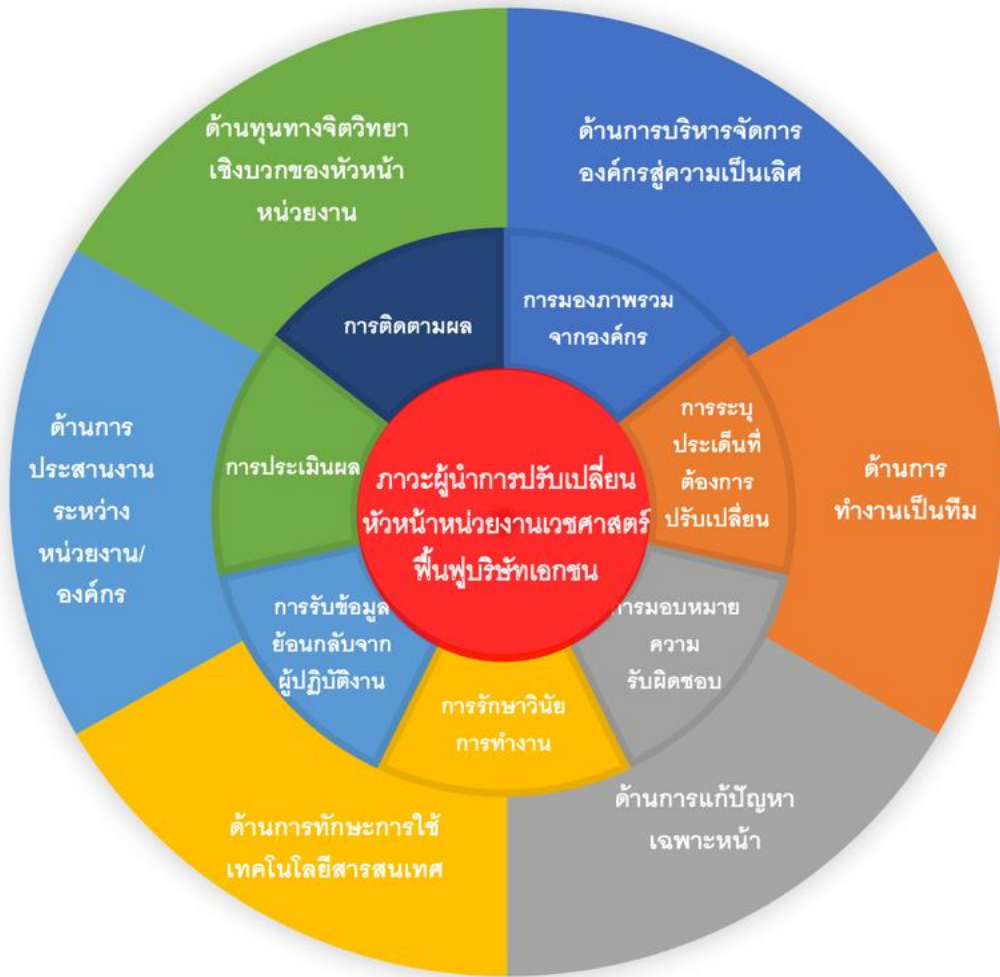 ด้านทุนทางจิตวิทยา
เชิงบวกของหัวหน้า
หน่วยงาน
ด้านการบริหารจัดการ
องค์กรสู่ความเป็นเลิศ
การติดตามผล
การมองภาพรวม
จากองค์กร
ด้านการ
ประสานงาน
ระหว่าง
หน่วยงาน/
องค์กร
การประเมินผล
ภาวะผู้นำการปรับเปลี่ยน
หัวหน้าหน่วยงานเวชศาสตร์
ฟื้นฟูบริษัทเอกชน
การระบุ
ประเด็นที่
ต้องการ
ปรับเปลี่ยน
ด้านการ
ทำงานเป็นทีม
การรับข้อมูล
ย้อนกลับจาก
ผู้ปฏิบัติงาน
การรักษาวินัย
การทำงาน
การมอบหมาย
ความ
รับผิดชอบ
ด้านการทักษะการใช้
เทคโนโลยีสารสนเทศ
ด้านการแก้ปัญหา
เฉพาะหน้า